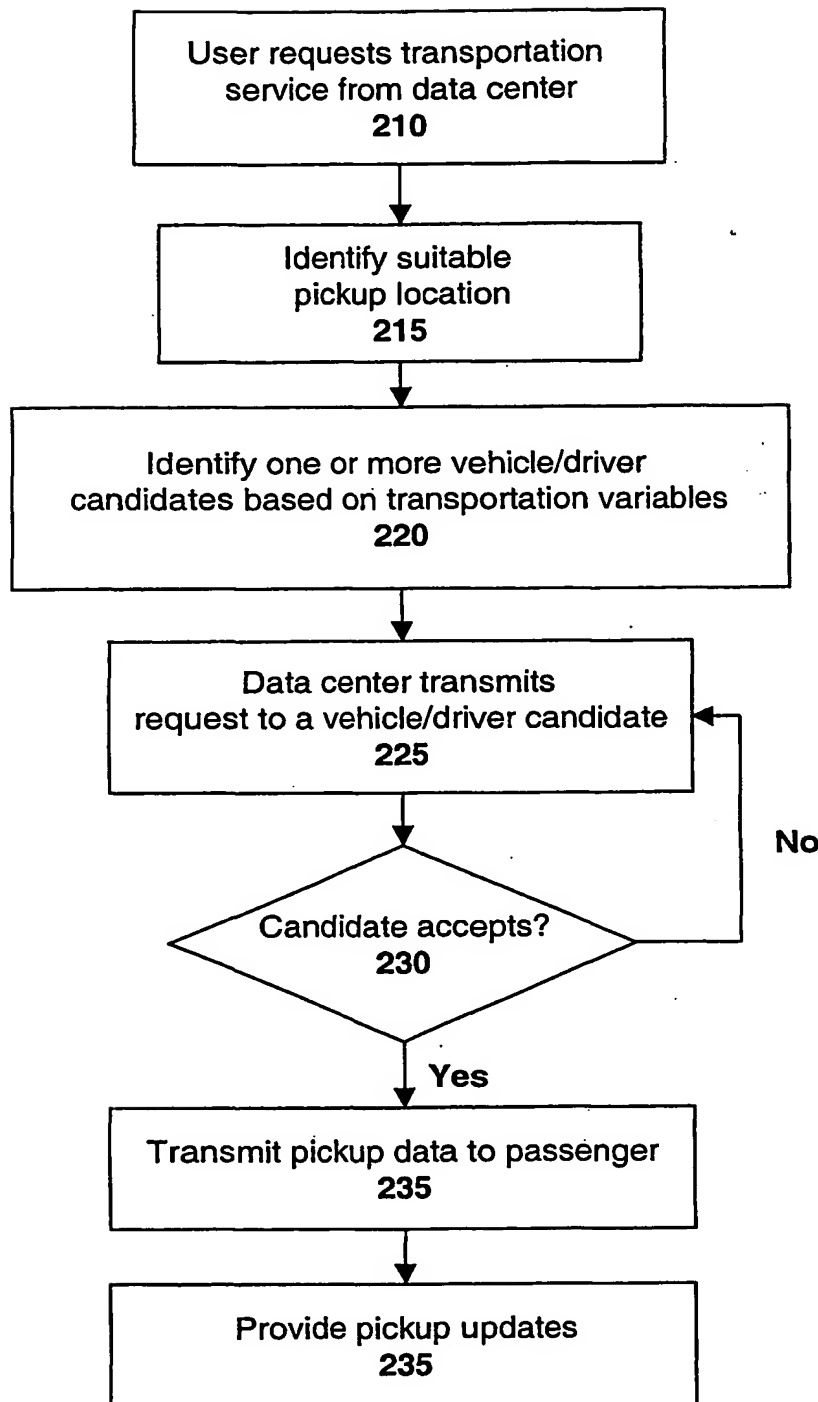 User requests transportation
service from data center
210
Identify suitable
pickup location
215
Identify one or more vehicle/driver
candidates based on transportation variables
220
Data center transmits
request to a vehicle/driver candidate
225
No
Candidate accepts?
230
Yes
Transmit pickup data to passenger
235
Provide pickup updates
235